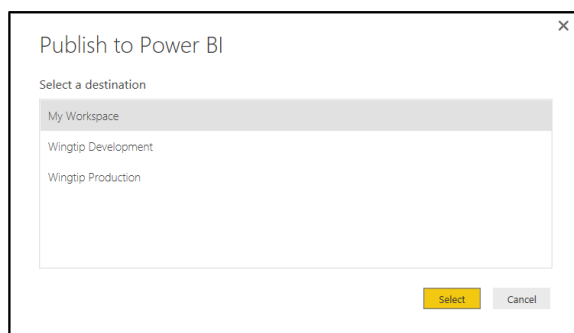 Publish to Power BI
Select a destination
My Workspace
Wingtip Development
Wingtip Production
Select Cancel